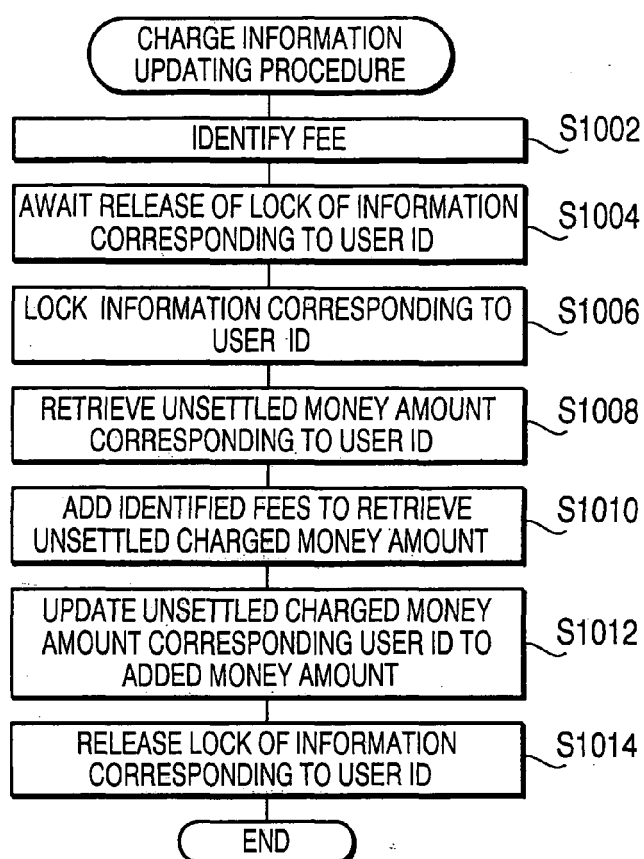 CHARGE INFORMATION
UPDATING PROCEDURE
IDENTIFY FEE
S1002
AWAIT RELEASE OF LOCK OF INFORMATION
CORRESPONDING TO USER ID
S1004
LOCK INFORMATION CORRESPONDING TO
USER ID
S1006
RETRIEVE UNSETTLED MONEY AMOUNT
CORRESPONDING TO USER ID
S1008
ADD IDENTIFIED FEES TO RETRIEVE
UNSETTLED CHARGED MONEY AMOUNT
S1010
UPDATE UNSETTLED CHARGED MONEY
AMOUNT CORRESPONDING USER ID TO
ADDED MONEY AMOUNT
S1012
RELEASE LOCK OF INFORMATION
CORRESPONDING TO USER ID
S1014
END